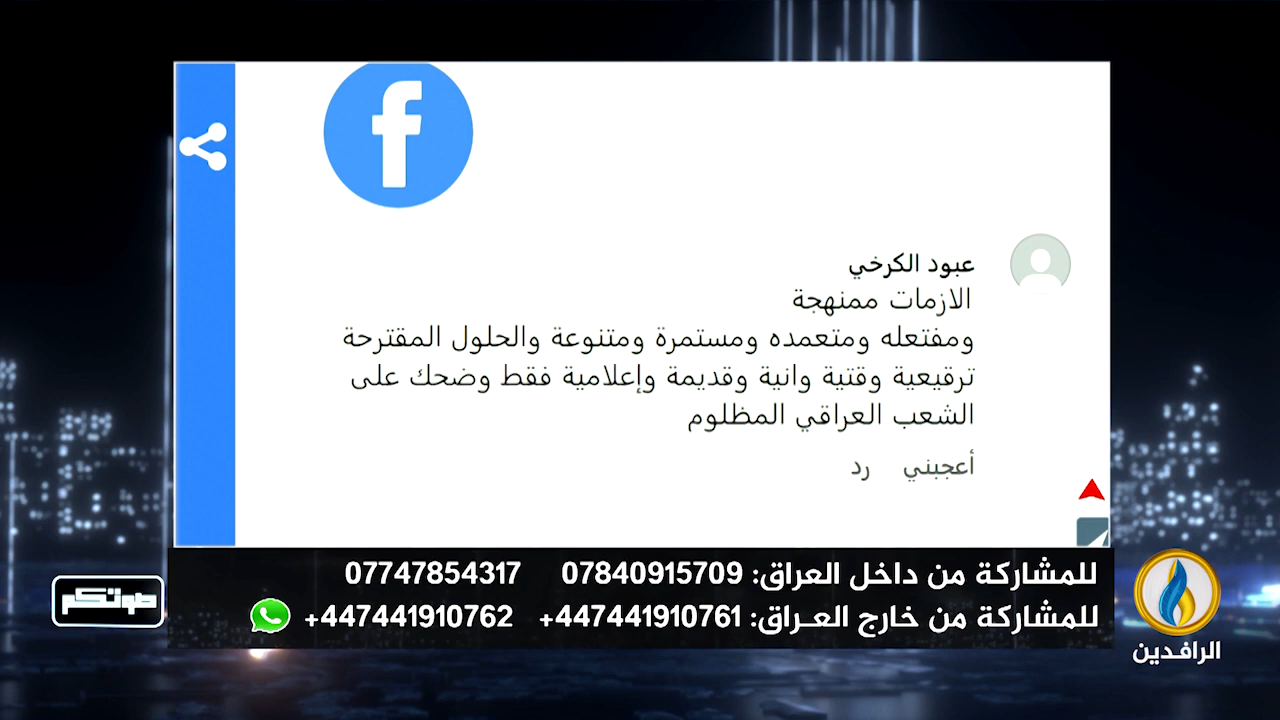 عبود الكرخي
الازمات ممنهجة
ومفتعله ومتعمده ومستمرة ومتنوعة والحلول المقترحة
ترقيعية وقتية وانية وقديمة وإعلامية فقط وضحك على
الشعب العراقي المظلوم
أعجبني رد
للمشاركة من داخل العراق: 07840915709 07747854317
للمشاركة من خارج العـراق: 447441910761+ 447441910762+
صوتكم
الرافدين